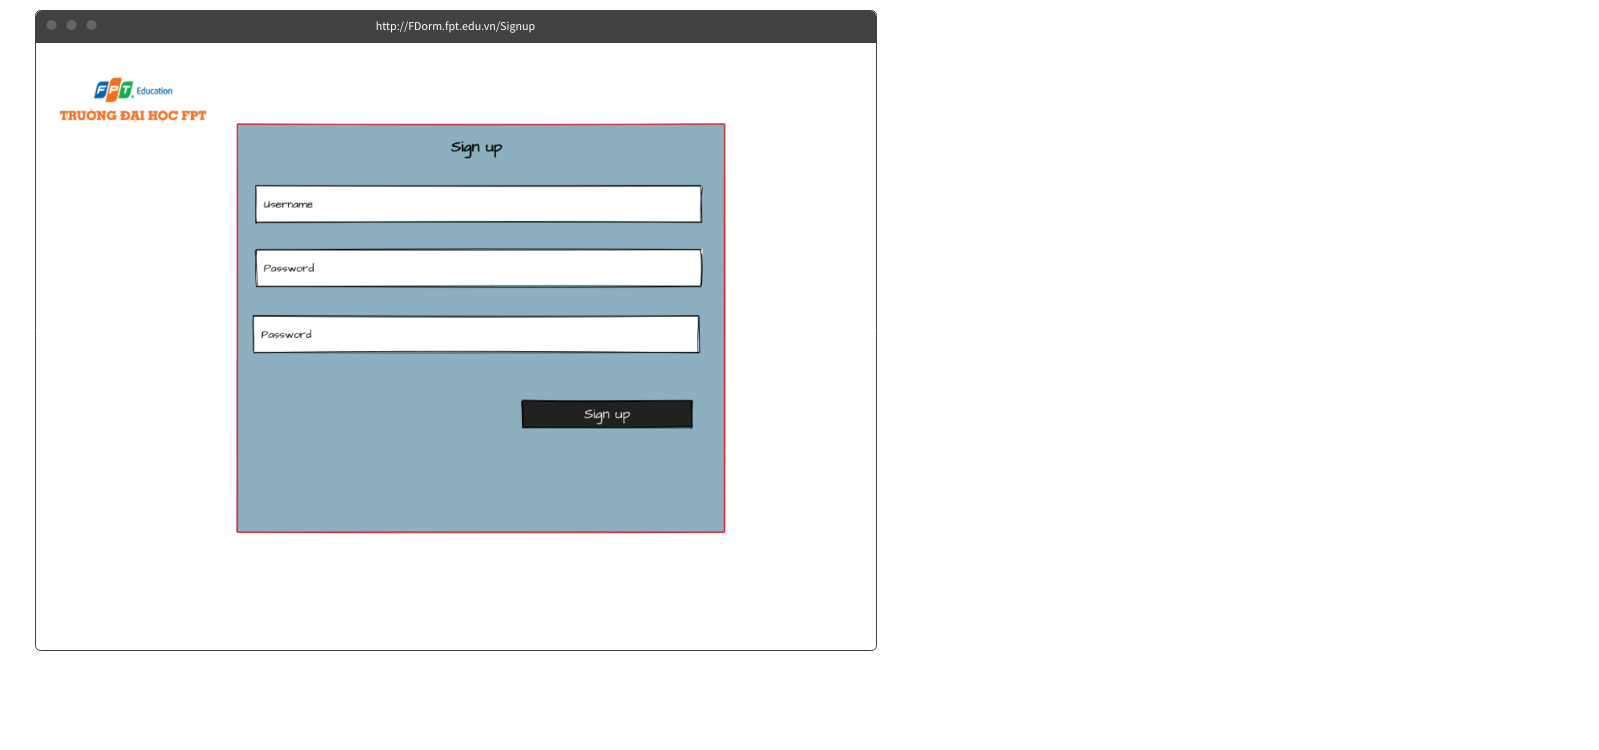 http://FDorm.fpt.edu.vn/Signup
FPT Education
TRƯỜNG ĐẠI HỌC FPT
Sign up
Username
Password
Password
Sign up